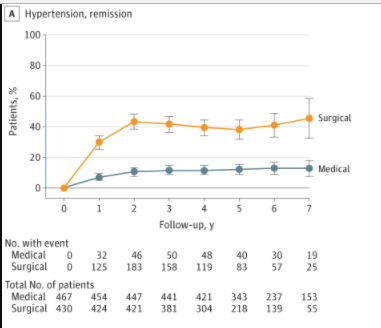 A Hypertension, remission
100
80
60
40
20
0
Patients, %
Surgical
Medical
0 1 2 3 4 5 6 7
Follow-up, y
No. with event
Medical 0 32 46 50 48 40 30 19
Surgical 0 125 183 158 119 83 57 25
Total No. of patients
Medical 467 454 447 441 421 343 237 153
Surgical 430 424 421 381 304 218 139 55